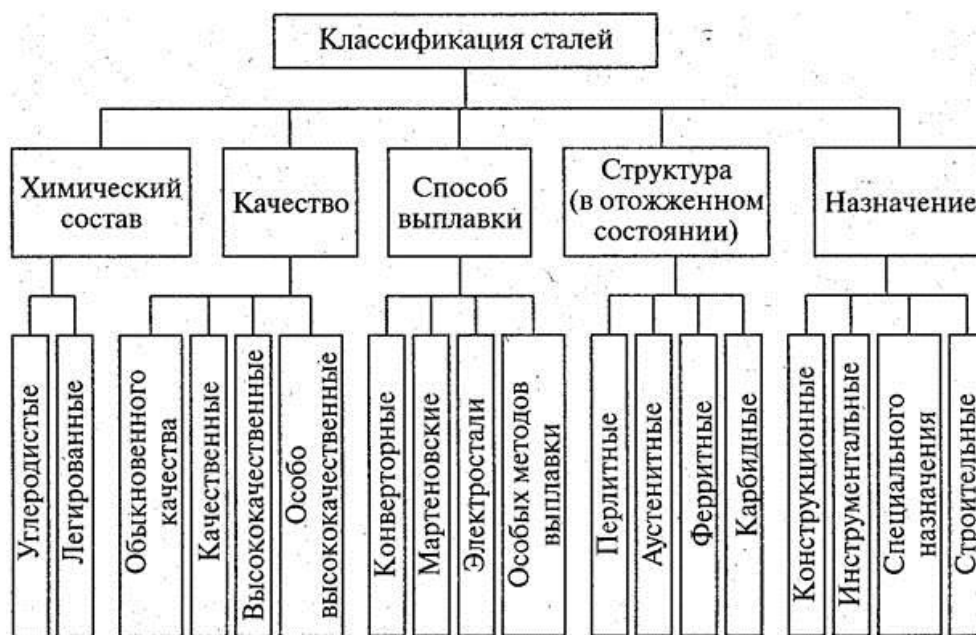 Классификация сталей
Химический
состав
Качество
Способ
выплавки
Структура
(в отожженном
состоянии)
Назначение
Углеродистые
Легированные
Обыкновенного
качества
Качественные
Высококачественные
Особо
высококачественные
Конверторные
Мартеновские
Электростали
Особых методов
выплавки
Перлитные
Аустенитные
Ферритные
Карбидные
Конструкционные
Инструментальные
Специального
назначения
Строительные